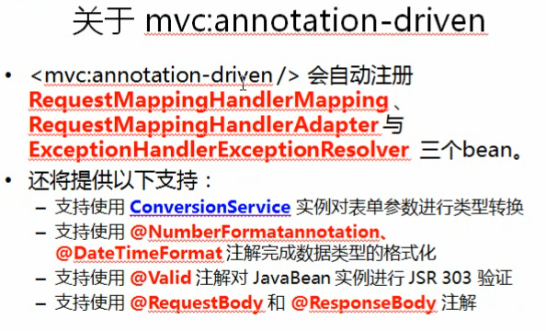 关于 mvc:annotation-driven
• <mvc:annotation-driven /> 会自动注册
RequestMappingHandlerMapping 、
RequestMappingHandlerAdapter 与
ExceptionHandlerExceptionResolver 三个bean。
• 还将提供以下支持：
– 支持使用 ConversionService 实例对表单参数进行类型转换
– 支持使用 @NumberFormatannotation、
@DateTimeFormat 注解完成数据类型的格式化
– 支持使用 @Valid 注解对 JavaBean 实例进行 JSR 303 验证
– 支持使用 @RequestBody 和 @ResponseBody 注解